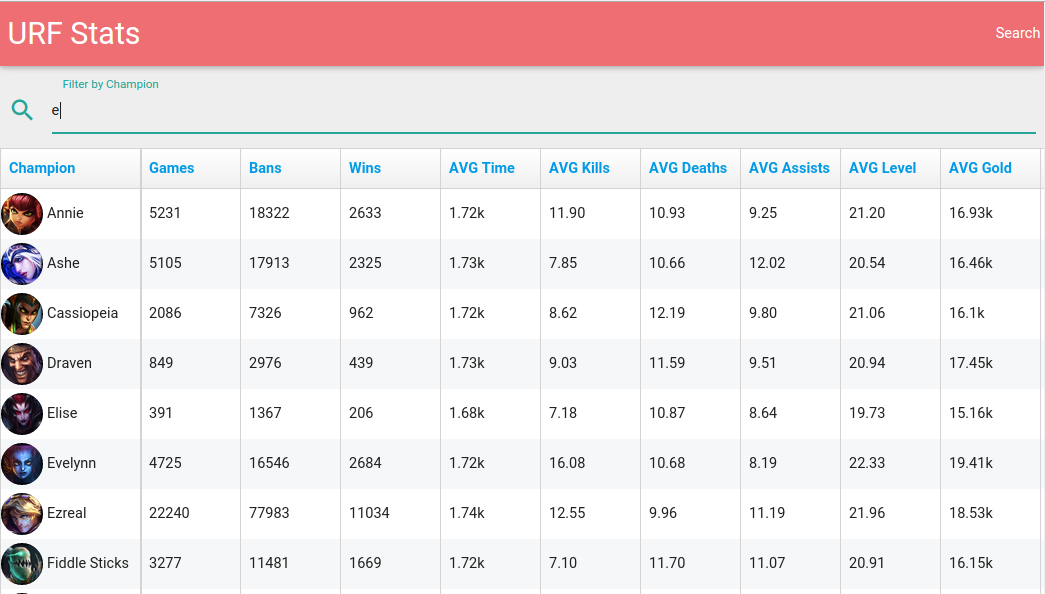 URF Stats
Search
Filter by Champion
e
Champion Games Bans Wins AVG Time AVG Kills AVG Deaths AVG Assists AVG Level AVG Gold
Annie 5231 18322 2633 1.72k 11.90 10.93 9.25 21.20 16.93k
Ashe 5105 17913 2325 1.73k 7.85 10.66 12.02 20.54 16.46k
Cassiopeia 2086 7326 962 1.72k 8.62 12.19 9.80 21.06 16.1k
Draven 849 2976 439 1.73k 9.03 11.59 9.51 20.94 17.45k
Elise 391 1367 206 1.68k 7.18 10.87 8.64 19.73 15.16k
Evelynn 4725 16546 2684 1.72k 16.08 10.68 8.19 22.33 19.41k
Ezreal 22240 77983 11034 1.74k 12.55 9.96 11.19 21.96 18.53k
Fiddle Sticks 3277 11481 1669 1.72k 7.10 11.70 11.07 20.91 16.15k